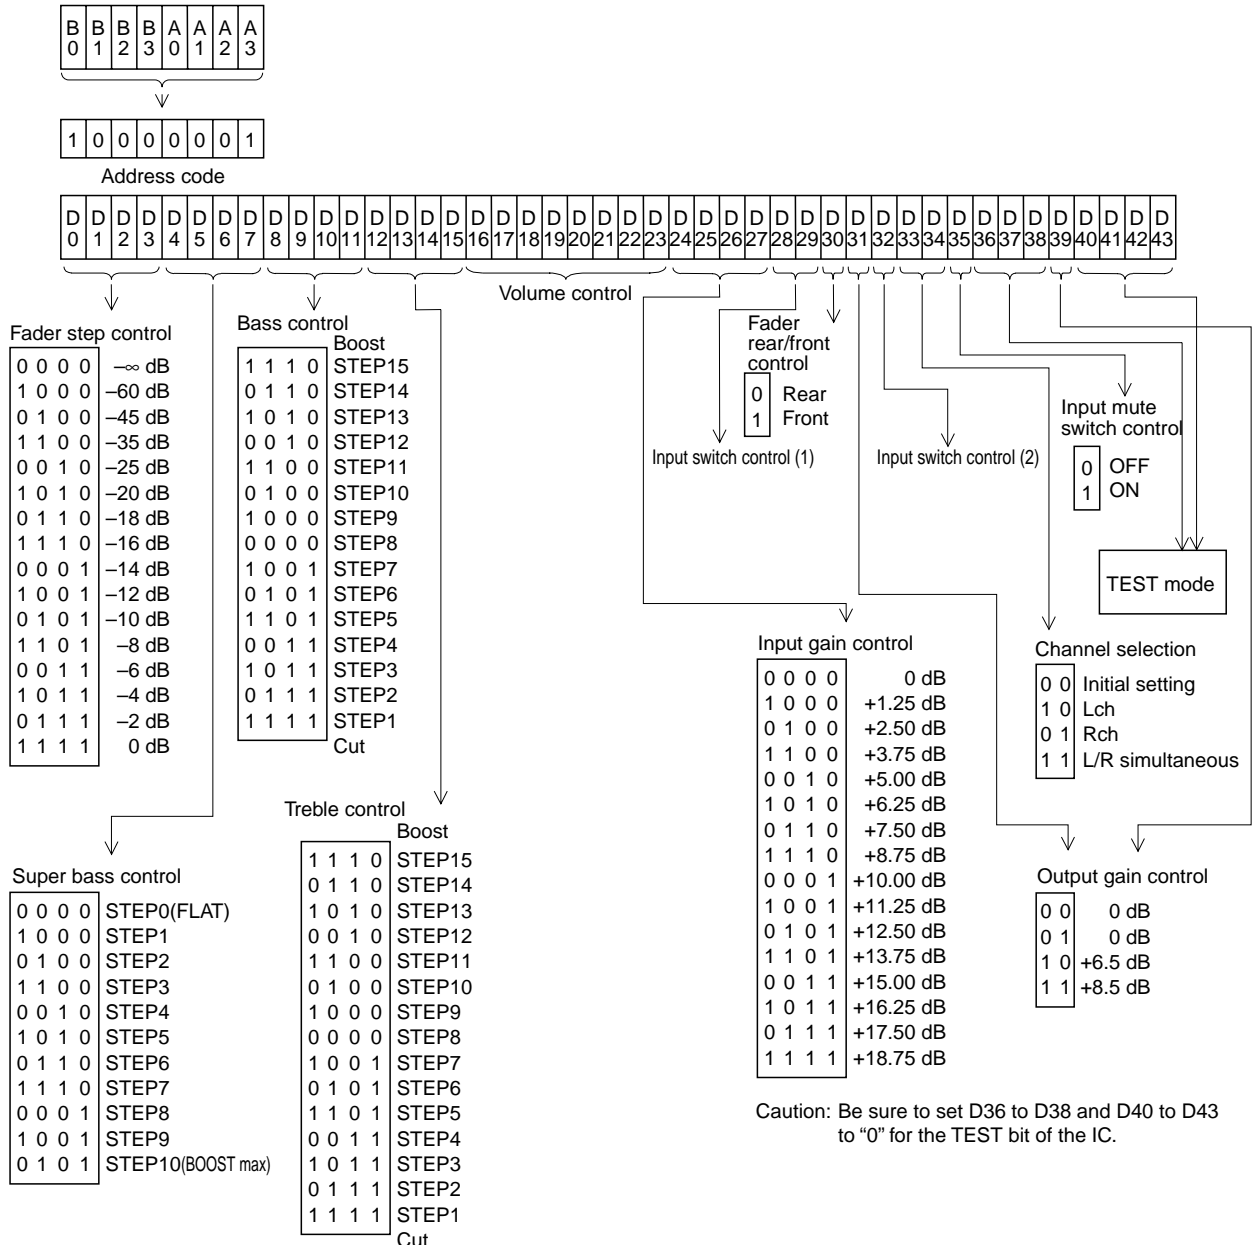 B0 B1 B2 B3 A0 A1 A2 A3
1 0 0 0 0 0 0 1
Address code
D0 D1 D2 D3 D4 D5 D6 D7 D8 D9 D10 D11 D12 D13 D14 D15 D16 D17 D18 D19 D20 D21 D22 D23 D24 D25 D26 D27 D28 D29 D30 D31 D32 D33 D34 D35 D36 D37 D38 D39 D40 D41 D42 D43
Fader step control
0 0 0 0 –∞ dB
1 0 0 0 –60 dB
0 1 0 0 –45 dB
1 1 0 0 –35 dB
0 0 1 0 –25 dB
1 0 1 0 –20 dB
0 1 1 0 –18 dB
1 1 1 0 –16 dB
0 0 0 1 –14 dB
1 0 0 1 –12 dB
0 1 0 1 –10 dB
1 1 0 1 –8 dB
0 0 1 1 –6 dB
1 0 1 1 –4 dB
0 1 1 1 –2 dB
1 1 1 1 0 dB
Super bass control
0 0 0 0 STEP0(FLAT)
1 0 0 0 STEP1
0 1 0 0 STEP2
1 1 0 0 STEP3
0 0 1 0 STEP4
1 0 1 0 STEP5
0 1 1 0 STEP6
1 1 1 0 STEP7
0 0 0 1 STEP8
1 0 0 1 STEP9
0 1 0 1 STEP10(BOOST max)
Bass control
Boost
1 1 1 0 STEP15
0 1 1 0 STEP14
1 0 1 0 STEP13
0 0 1 0 STEP12
1 1 0 0 STEP11
0 1 0 0 STEP10
1 0 0 0 STEP9
0 0 0 0 STEP8
1 0 0 1 STEP7
0 1 0 1 STEP6
1 1 0 1 STEP5
0 0 1 1 STEP4
1 0 1 1 STEP3
0 1 1 1 STEP2
1 1 1 1 STEP1
Cut
Treble control
Boost
1 1 1 0 STEP15
0 1 1 0 STEP14
1 0 1 0 STEP13
0 0 1 0 STEP12
1 1 0 0 STEP11
0 1 0 0 STEP10
1 0 0 0 STEP9
0 0 0 0 STEP8
1 0 0 1 STEP7
0 1 0 1 STEP6
1 1 0 1 STEP5
0 0 1 1 STEP4
1 0 1 1 STEP3
0 1 1 1 STEP2
1 1 1 1 STEP1
Cut
Volume control
Input switch control (1)
Fader
rear/front
control
0 Rear
1 Front
Input switch control (2)
Input mute
switch control
0 OFF
1 ON
TEST mode
Input gain control
0 0 0 0 0 dB
1 0 0 0 +1.25 dB
0 1 0 0 +2.50 dB
1 1 0 0 +3.75 dB
0 0 1 0 +5.00 dB
1 0 1 0 +6.25 dB
0 1 1 0 +7.50 dB
1 1 1 0 +8.75 dB
0 0 0 1 +10.00 dB
1 0 0 1 +11.25 dB
0 1 0 1 +12.50 dB
1 1 0 1 +13.75 dB
0 0 1 1 +15.00 dB
1 0 1 1 +16.25 dB
0 1 1 1 +17.50 dB
1 1 1 1 +18.75 dB
Channel selection
0 0 Initial setting
1 0 Lch
0 1 Rch
1 1 L/R simultaneous
Output gain control
0 0 0 dB
0 1 0 dB
1 0 +6.5 dB
1 1 +8.5 dB
Caution: Be sure to set D36 to D38 and D40 to D43
to “0” for the TEST bit of the IC.